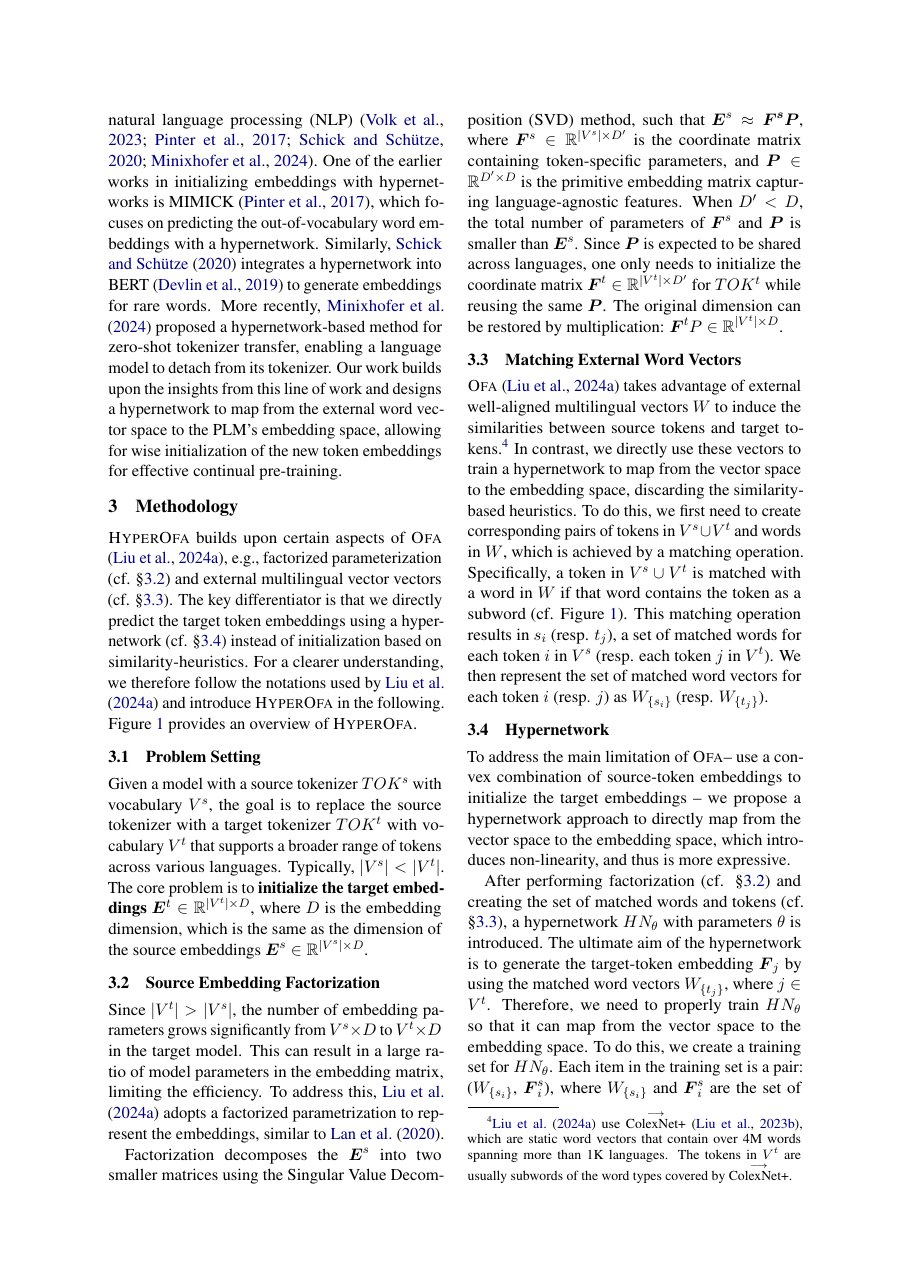 natural language processing (NLP) (Volk et al.,
2023; Pinter et al., 2017; Schick and Schütze,
2020; Minixhofer et al., 2024). One of the earlier
works in initializing embeddings with hypernet-
works is MIMICK (Pinter et al., 2017), which fo-
cuses on predicting the out-of-vocabulary word em-
beddings with a hypernetwork. Similarly, Schick
and Schütze (2020) integrates a hypernetwork into
BERT (Devlin et al., 2019) to generate embeddings
for rare words. More recently, Minixhofer et al.
(2024) proposed a hypernetwork-based method for
zero-shot tokenizer transfer, enabling a language
model to detach from its tokenizer. Our work builds
upon the insights from this line of work and designs
a hypernetwork to map from the external word vec-
tor space to the PLM's embedding space, allowing
for wise initialization of the new token embeddings
for effective continual pre-training.
3 Methodology
HYPEROFA builds upon certain aspects of OFA
(Liu et al., 2024a), e.g., factorized parameterization
(cf. §3.2) and external multilingual vector vectors
(cf. §3.3). The key differentiator is that we directly
predict the target token embeddings using a hyper-
network (cf. §3.4) instead of initialization based on
similarity-heuristics. For a clearer understanding,
we therefore follow the notations used by Liu et al.
(2024a) and introduce HYPEROFA in the following.
Figure 1 provides an overview of HYPEROFA.
3.1 Problem Setting
Given a model with a source tokenizer TOK^s with
vocabulary V^s, the goal is to replace the source
tokenizer with a target tokenizer TOK^t with vo-
cabulary V^t that supports a broader range of tokens
across various languages. Typically, |V^s| < |V^t|.
The core problem is to initialize the target embed-
dings E^t ∈ ℝ^{|V^t|×D}, where D is the embedding
dimension, which is the same as the dimension of
the source embeddings E^s ∈ ℝ^{|V^s|×D}.
3.2 Source Embedding Factorization
Since |V^t| > |V^s|, the number of embedding pa-
rameters grows significantly from V^s×D to V^t×D
in the target model. This can result in a large ra-
tio of model parameters in the embedding matrix,
limiting the efficiency. To address this, Liu et al.
(2024a) adopts a factorized parametrization to rep-
resent the embeddings, similar to Lan et al. (2020).
Factorization decomposes the E^s into two
smaller matrices using the Singular Value Decom-
position (SVD) method, such that E^s ≈ F^sP,
where F^s ∈ ℝ^{|V^s|×D′} is the coordinate matrix
containing token-specific parameters, and P ∈
ℝ^{D′×D} is the primitive embedding matrix captur-
ing language-agnostic features. When D′ < D,
the total number of parameters of F^s and P is
smaller than E^s. Since P is expected to be shared
across languages, one only needs to initialize the
coordinate matrix F^t ∈ ℝ^{|V^t|×D′} for TOK^t while
reusing the same P. The original dimension can
be restored by multiplication: F^tP ∈ ℝ^{|V^t|×D}.
3.3 Matching External Word Vectors
OFA (Liu et al., 2024a) takes advantage of external
well-aligned multilingual vectors W to induce the
similarities between source tokens and target to-
kens.^4 In contrast, we directly use these vectors to
train a hypernetwork to map from the vector space
to the embedding space, discarding the similarity-
based heuristics. To do this, we first need to create
corresponding pairs of tokens in V^s∪V^t and words
in W, which is achieved by a matching operation.
Specifically, a token in V^s ∪ V^t is matched with
a word in W if that word contains the token as a
subword (cf. Figure 1). This matching operation
results in s_i (resp. t_j), a set of matched words for
each token i in V^s (resp. each token j in V^t). We
then represent the set of matched word vectors for
each token i (resp. j) as W_{{s_i}} (resp. W_{{t_j}}).
3.4 Hypernetwork
To address the main limitation of OFA– use a con-
vex combination of source-token embeddings to
initialize the target embeddings – we propose a
hypernetwork approach to directly map from the
vector space to the embedding space, which intro-
duces non-linearity, and thus is more expressive.
After performing factorization (cf. §3.2) and
creating the set of matched words and tokens (cf.
§3.3), a hypernetwork HN_θ with parameters θ is
introduced. The ultimate aim of the hypernetwork
is to generate the target-token embedding F_j by
using the matched word vectors W_{{t_j}}, where j ∈
V^t. Therefore, we need to properly train HN_θ
so that it can map from the vector space to the
embedding space. To do this, we create a training
set for HN_θ. Each item in the training set is a pair:
(W_{{s_i}}, F_i^s), where W_{{s_i}} and F_i^s are the set of
^4Liu et al. (2024a) use ColexNet+ (Liu et al., 2023b),
which are static word vectors that contain over 4M words
spanning more than 1K languages. The tokens in V^t are
usually subwords of the word types covered by ColexNet+.